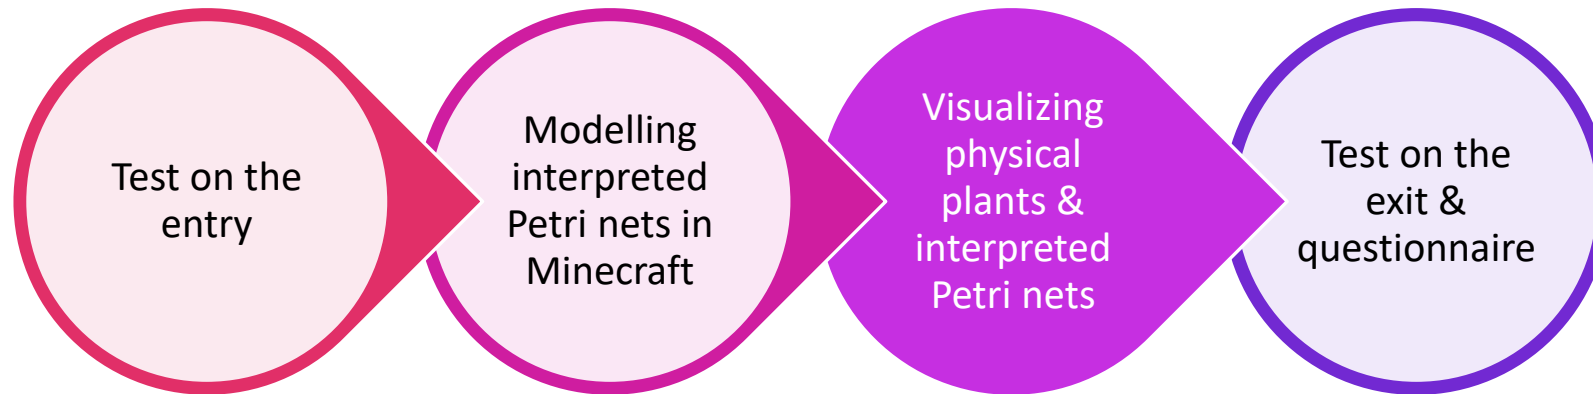 Test on the
entry
Modelling
interpreted
Petri nets in
Minecraft
Visualizing
physical
plants &
interpreted
Petri nets
Test on the
exit &
questionnaire